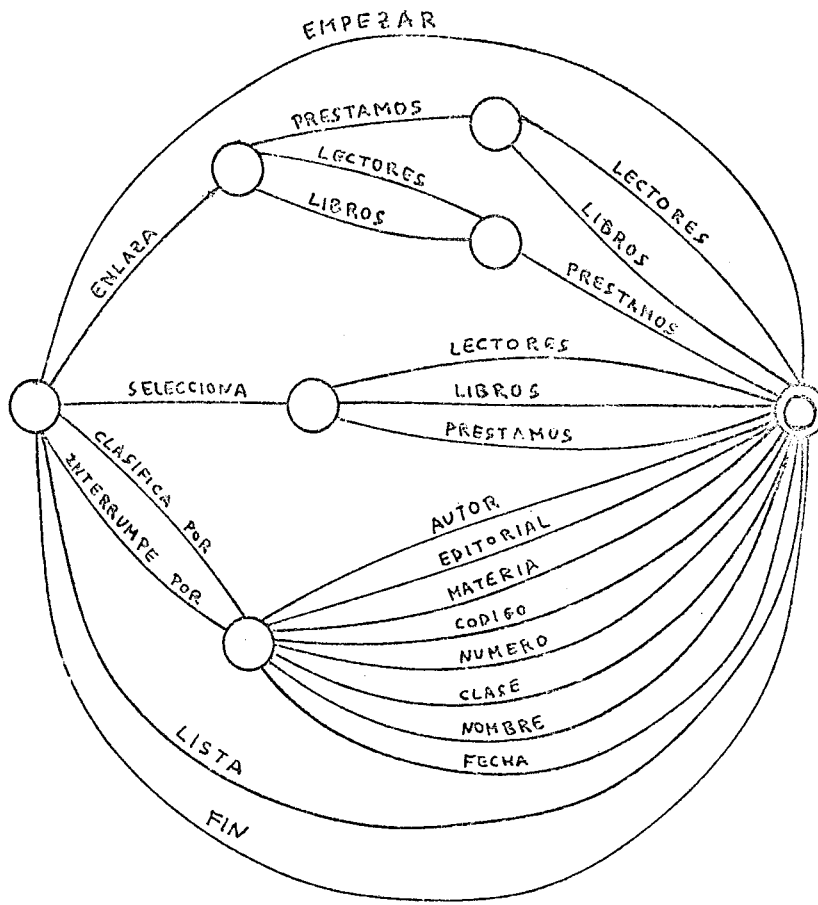 EMPEZAR
PRESTAMOS
LECTORES
LIBROS
LECTORES
LIBROS
PRESTAMOS
ENLAZA
LECTORES
SELECCIONA
LIBROS
PRESTAMOS
CLASIFICA POR
INTERRUMPE POR
AUTOR
EDITORIAL
MATERIA
CODIGO
NUMERO
CLASE
NOMBRE
FECHA
LISTA
FIN